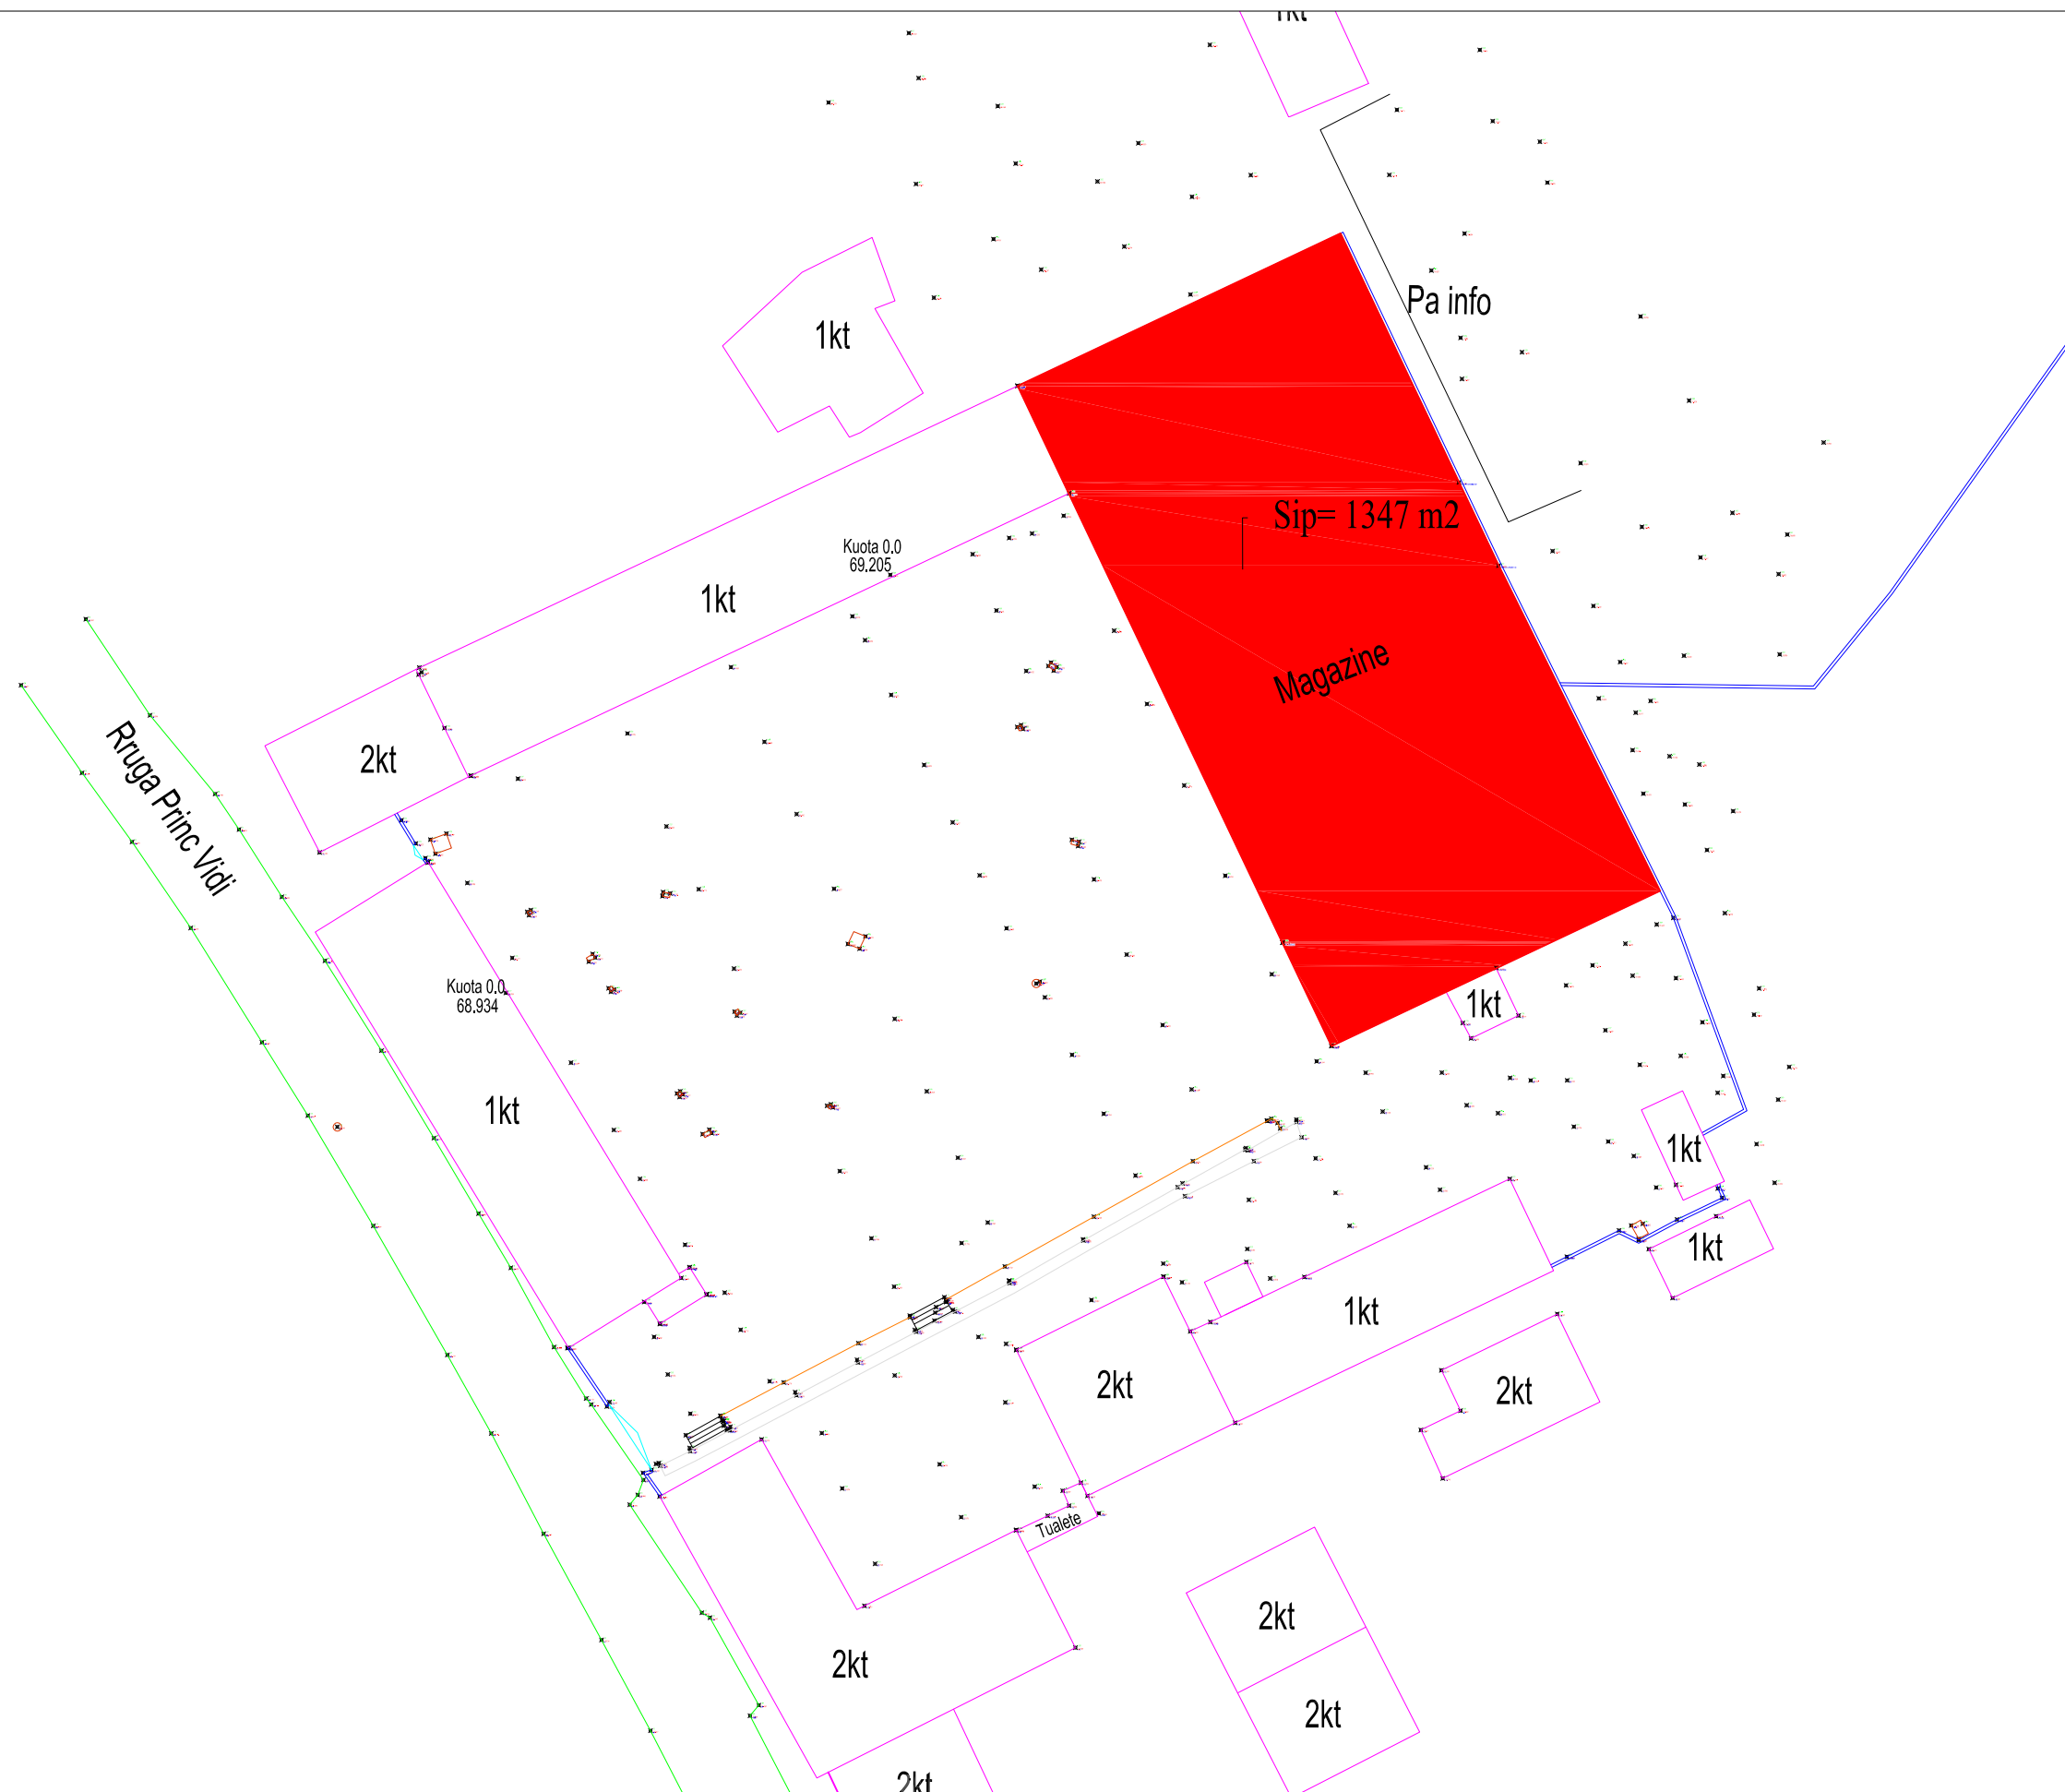 1kt
Pa info
1kt
Sip= 1347 m2
Kuota 0.0
69.205
1kt
Magazine
Rruga Princ Vidi
2kt
Kuota 0.0
68.934
1kt
1kt
1kt
1kt
1kt
2kt
2kt
Tualete
2kt
2kt
2kt
2kt